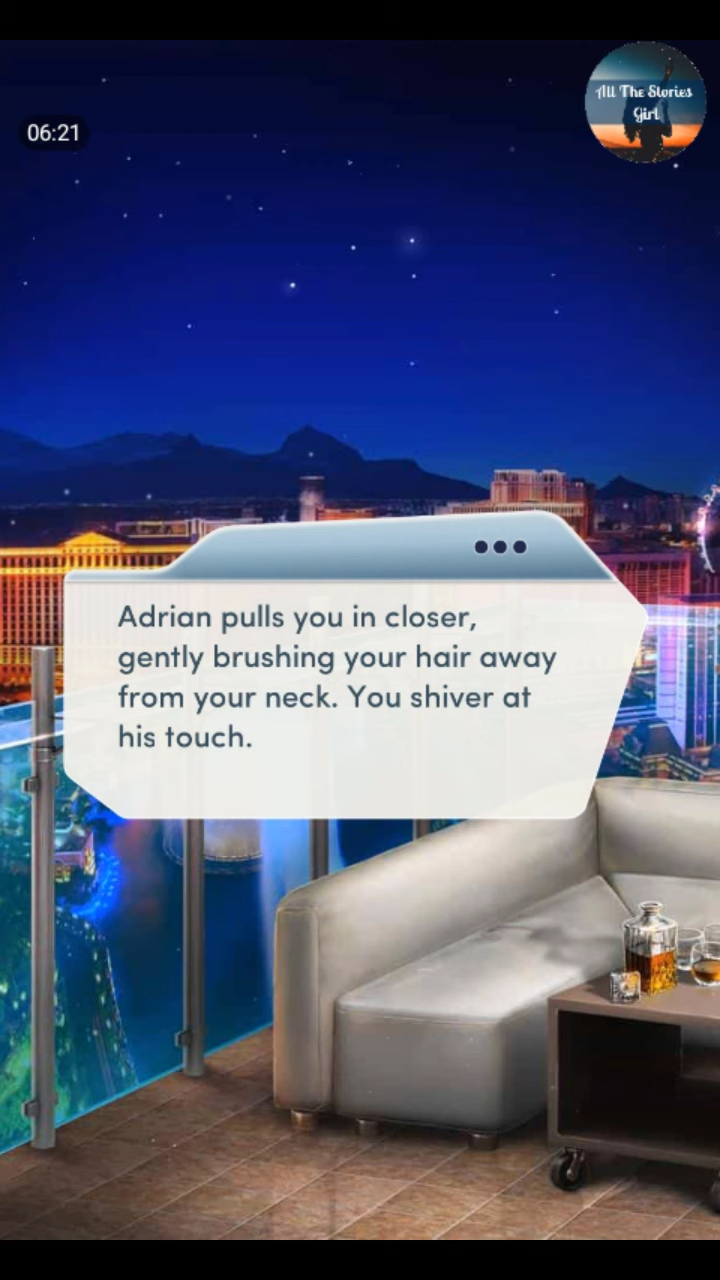 All The Stories
Girl
06:21
Adrian pulls you in closer,
gently brushing your hair away
from your neck. You shiver at
his touch.